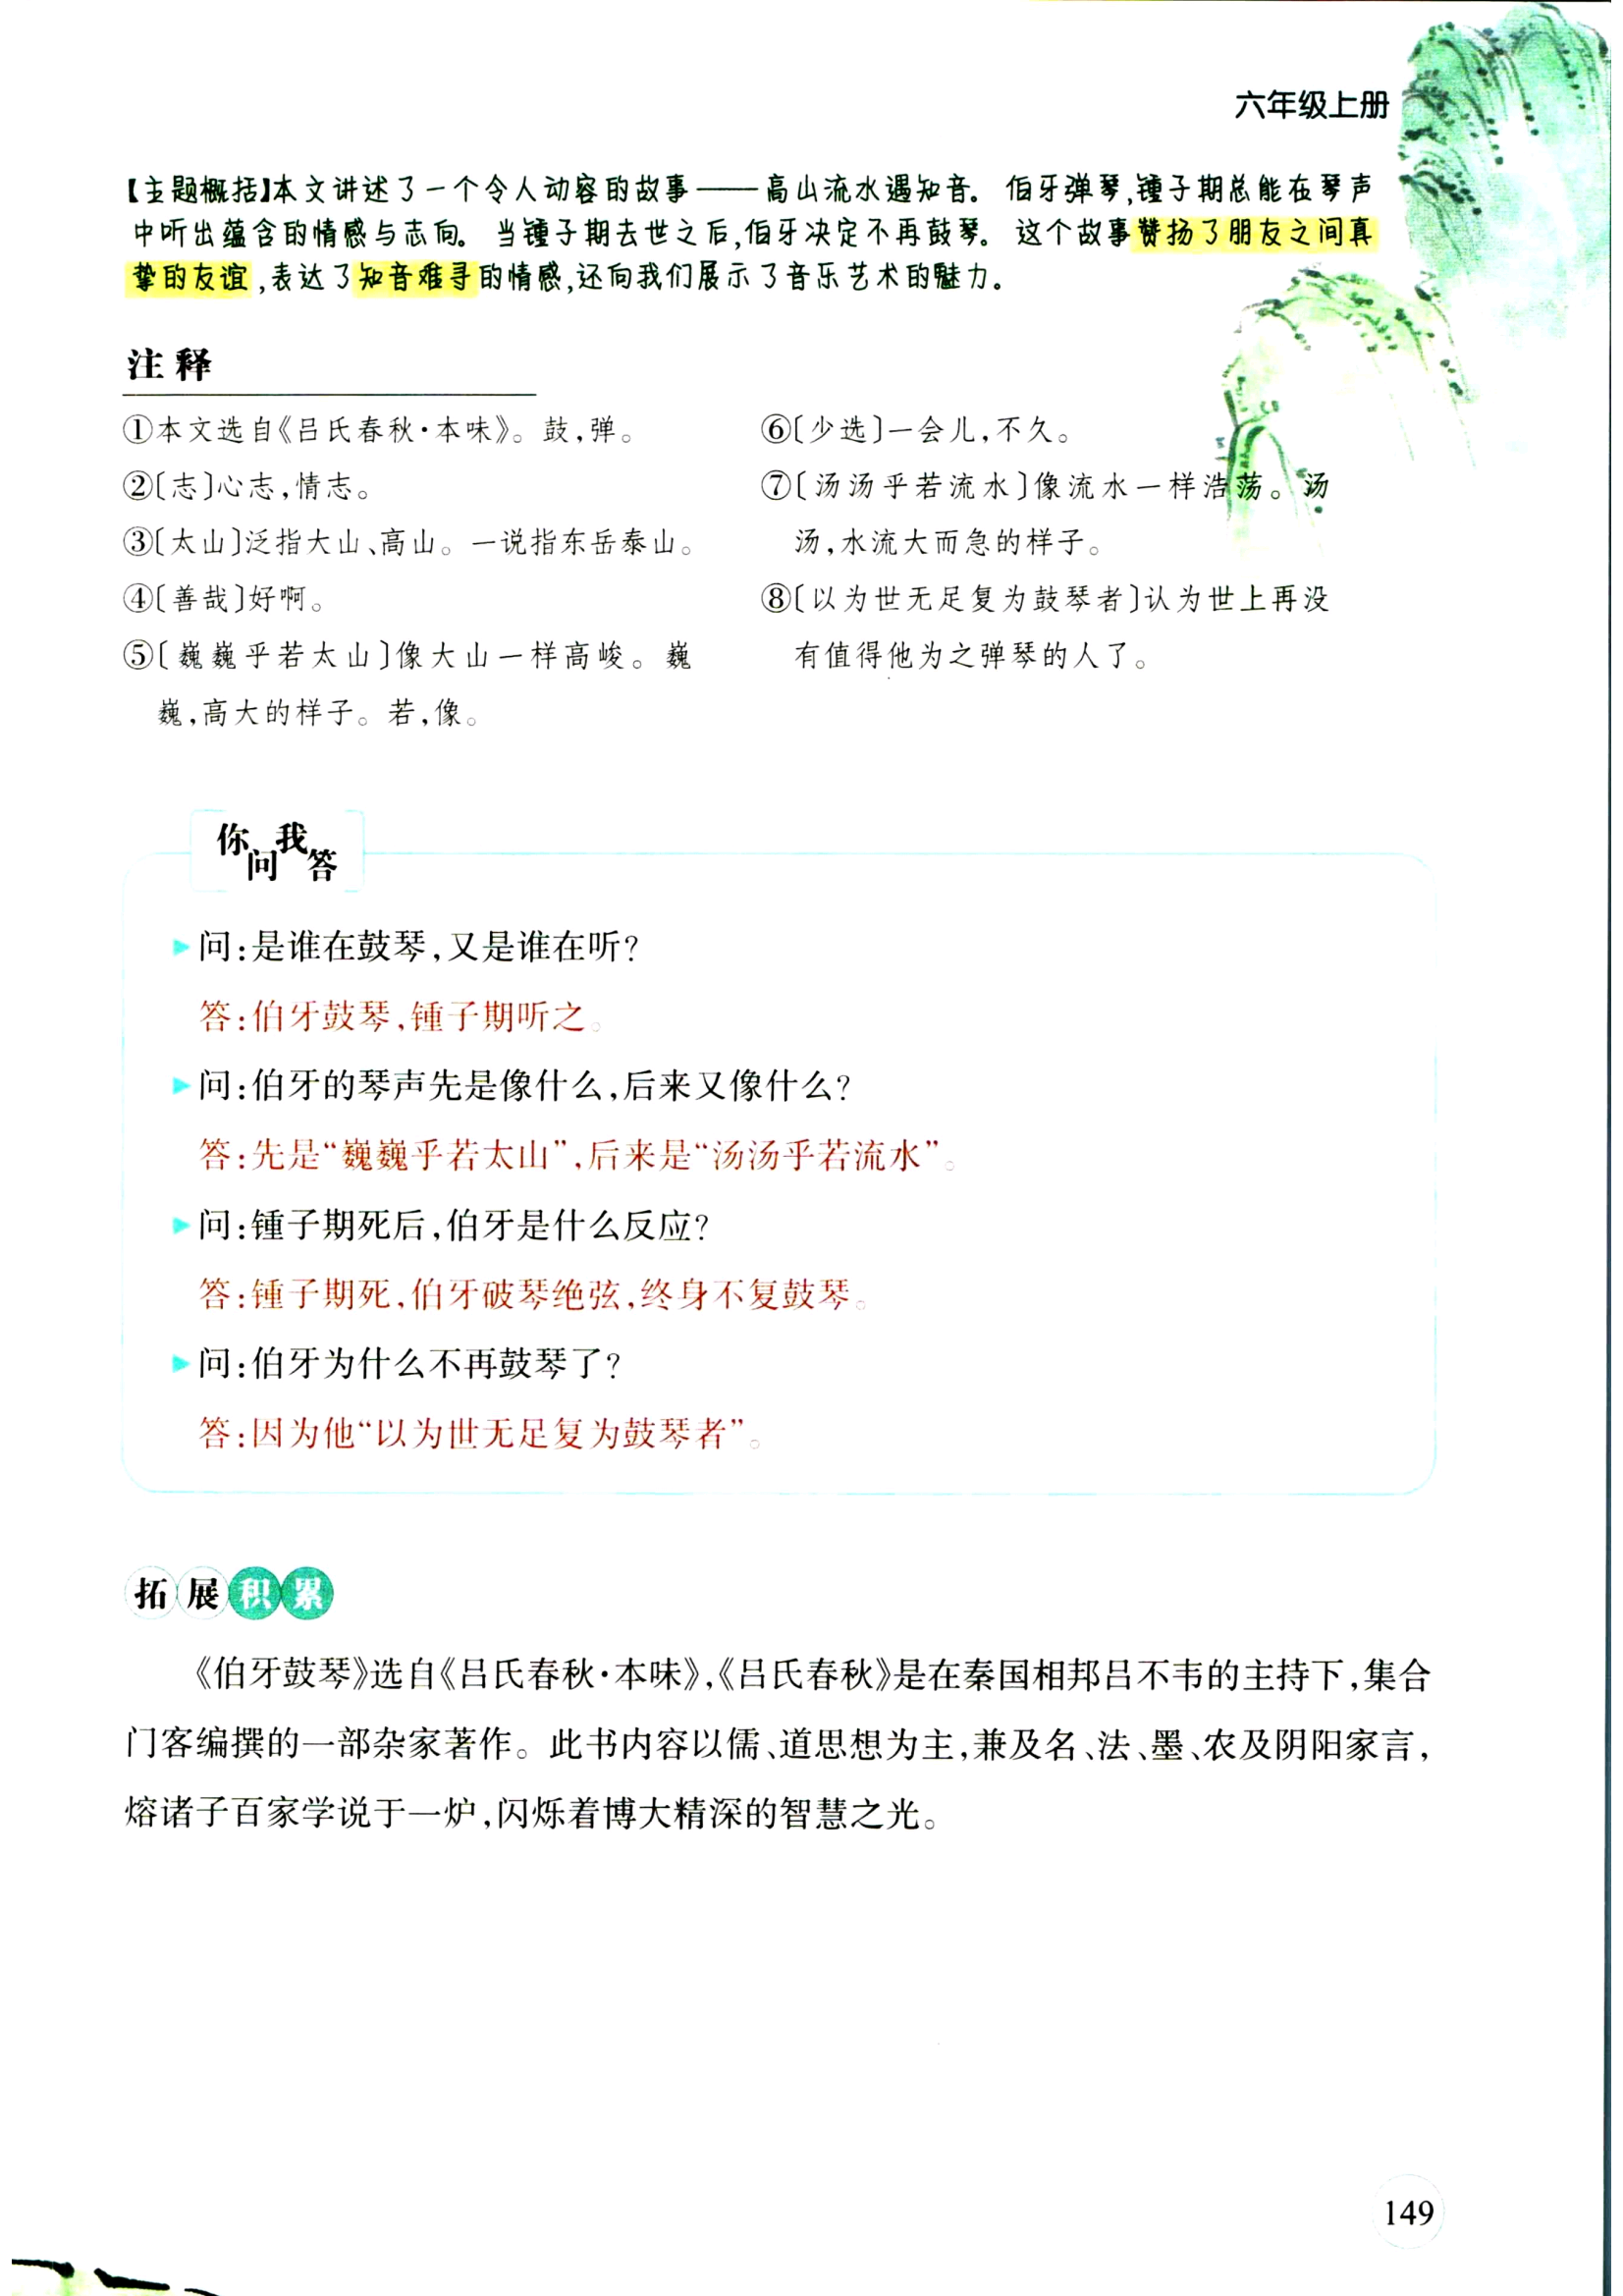 六年级上册
【主题概括】本文讲述了一个令人动容的故事——高山流水遇知音。伯牙弹琴,锺子期总能在琴声
中听出蕴含的情感与志向。当锺子期去世之后,伯牙决定不再鼓琴。这个故事赞扬了朋友之间真
挚的友谊,表达了知音难寻的情感,还向我们展示了音乐艺术的魅力。
注释
①本文选自《吕氏春秋·本味》。鼓,弹。
②〔志〕心志,情志。
③〔太山〕泛指大山、高山。一说指东岳泰山。
④〔善哉〕好啊。
⑤〔巍巍乎若太山〕像大山一样高峻。巍
巍,高大的样子。若,像。
⑥〔少选〕一会儿,不久。
⑦〔汤汤乎若流水〕像流水一样浩荡。汤
汤,水流大而急的样子。
⑧〔以为世无足复为鼓琴者〕认为世上再没
有值得他为之弹琴的人了。
你问我答
问:是谁在鼓琴,又是谁在听?
答:伯牙鼓琴,锺子期听之。
问:伯牙的琴声先是像什么,后来又像什么?
答:先是“巍巍乎若太山”,后来是“汤汤乎若流水”。
问:锺子期死后,伯牙是什么反应?
答:锺子期死,伯牙破琴绝弦,终身不复鼓琴。
问:伯牙为什么不再鼓琴了?
答:因为他“以为世无足复为鼓琴者”。
拓展积累
《伯牙鼓琴》选自《吕氏春秋·本味》,《吕氏春秋》是在秦国相邦吕不韦的主持下,集合
门客编撰的一部杂家著作。此书内容以儒、道思想为主,兼及名、法、墨、农及阴阳家言,
熔诸子百家学说于一炉,闪烁着博大精深的智慧之光。
149